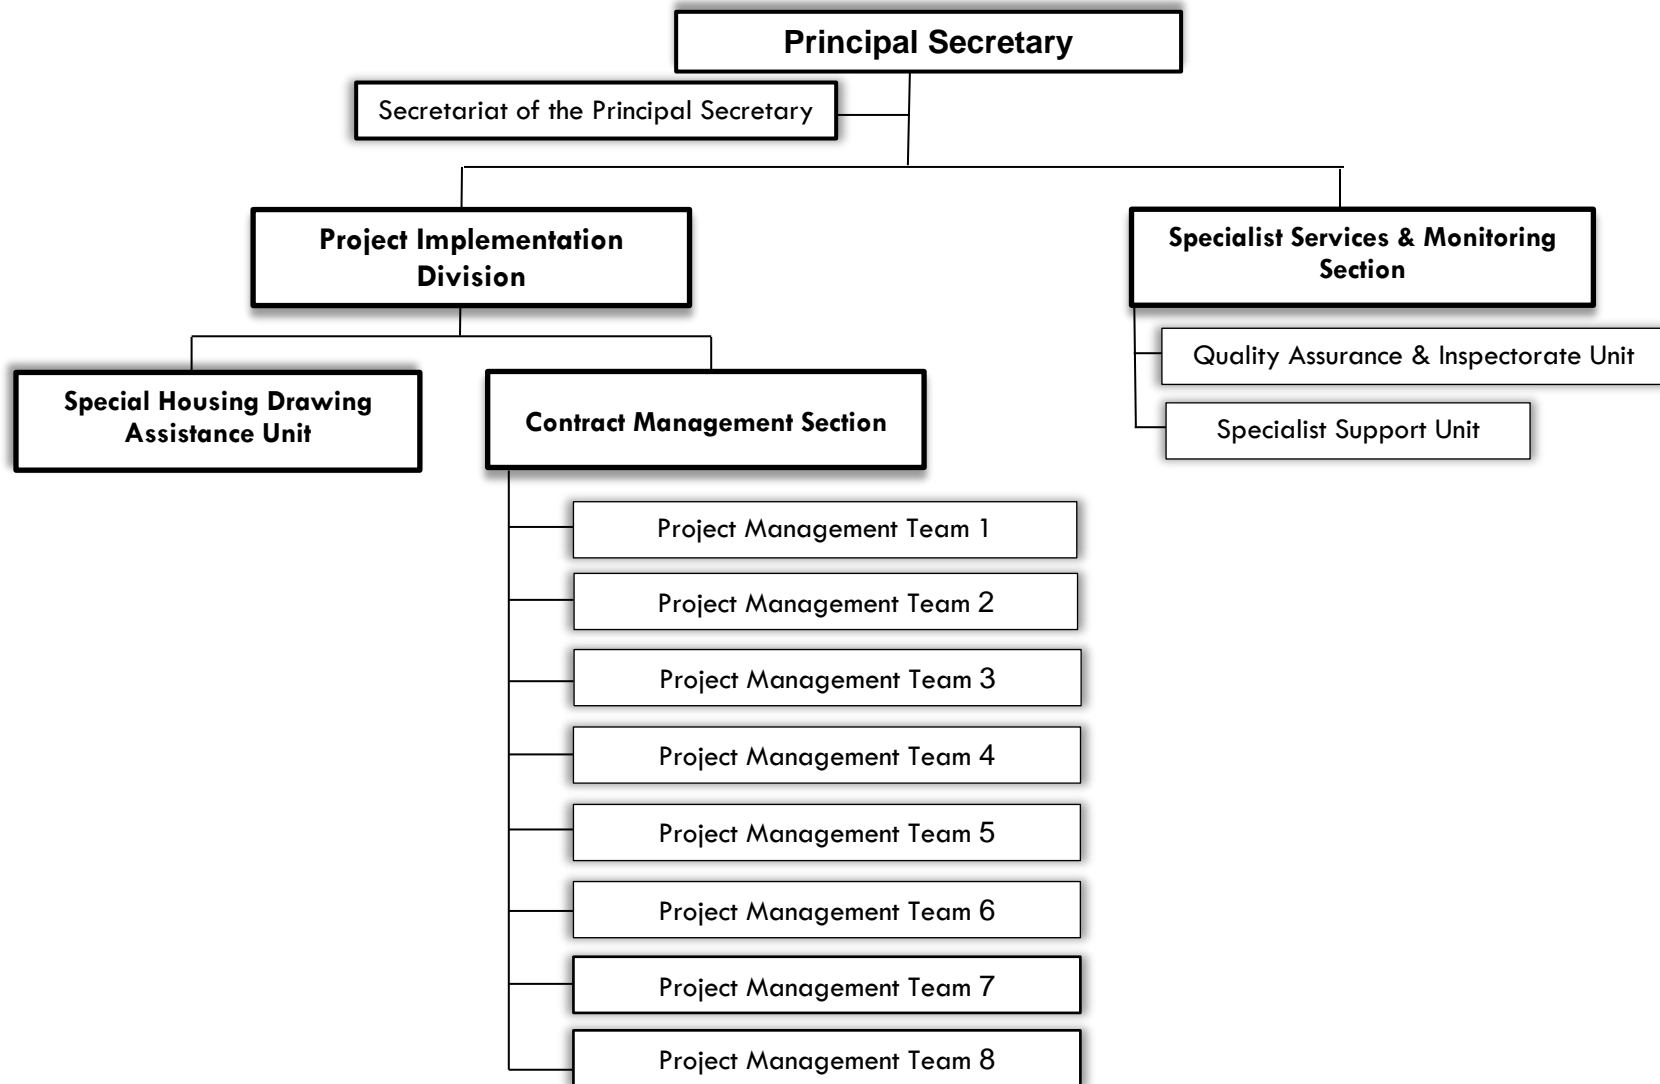 Principal Secretary
Secretariat of the Principal Secretary
Project Implementation
Division
Specialist Services & Monitoring
Section
Quality Assurance & Inspectorate Unit
Specialist Support Unit
Special Housing Drawing
Assistance Unit
Contract Management Section
Project Management Team 1
Project Management Team 2
Project Management Team 3
Project Management Team 4
Project Management Team 5
Project Management Team 6
Project Management Team 7
Project Management Team 8